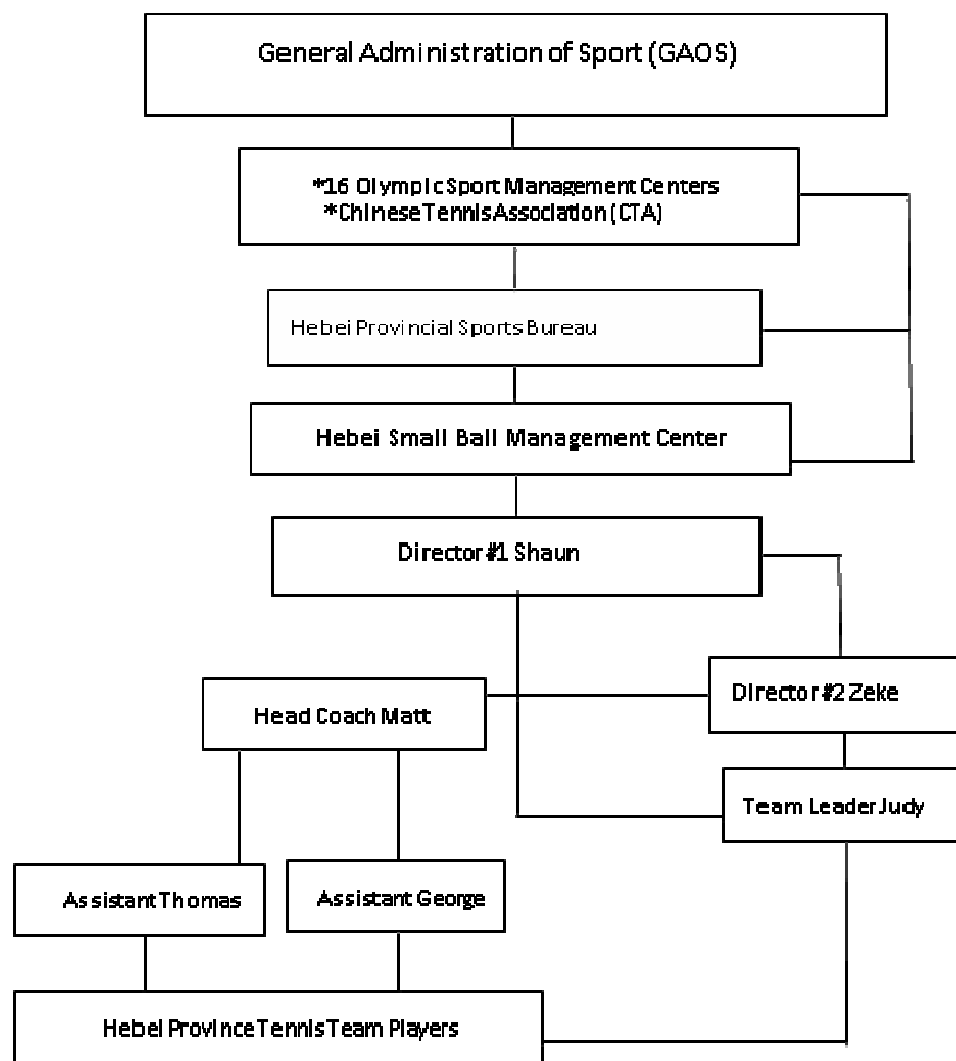 General Administration of Sport (GAOS)
*16 Olympic Sport Management Centers
*Chinese Tennis Association (CTA)
Hebei Provincial Sports Bureau
Hebei Small Ball Management Center
Director #1 Shaun
Director #2 Zeke
Head Coach Matt
Team Leader Judy
Assistant Thomas
Assistant George
Hebei Province Tennis Team Players